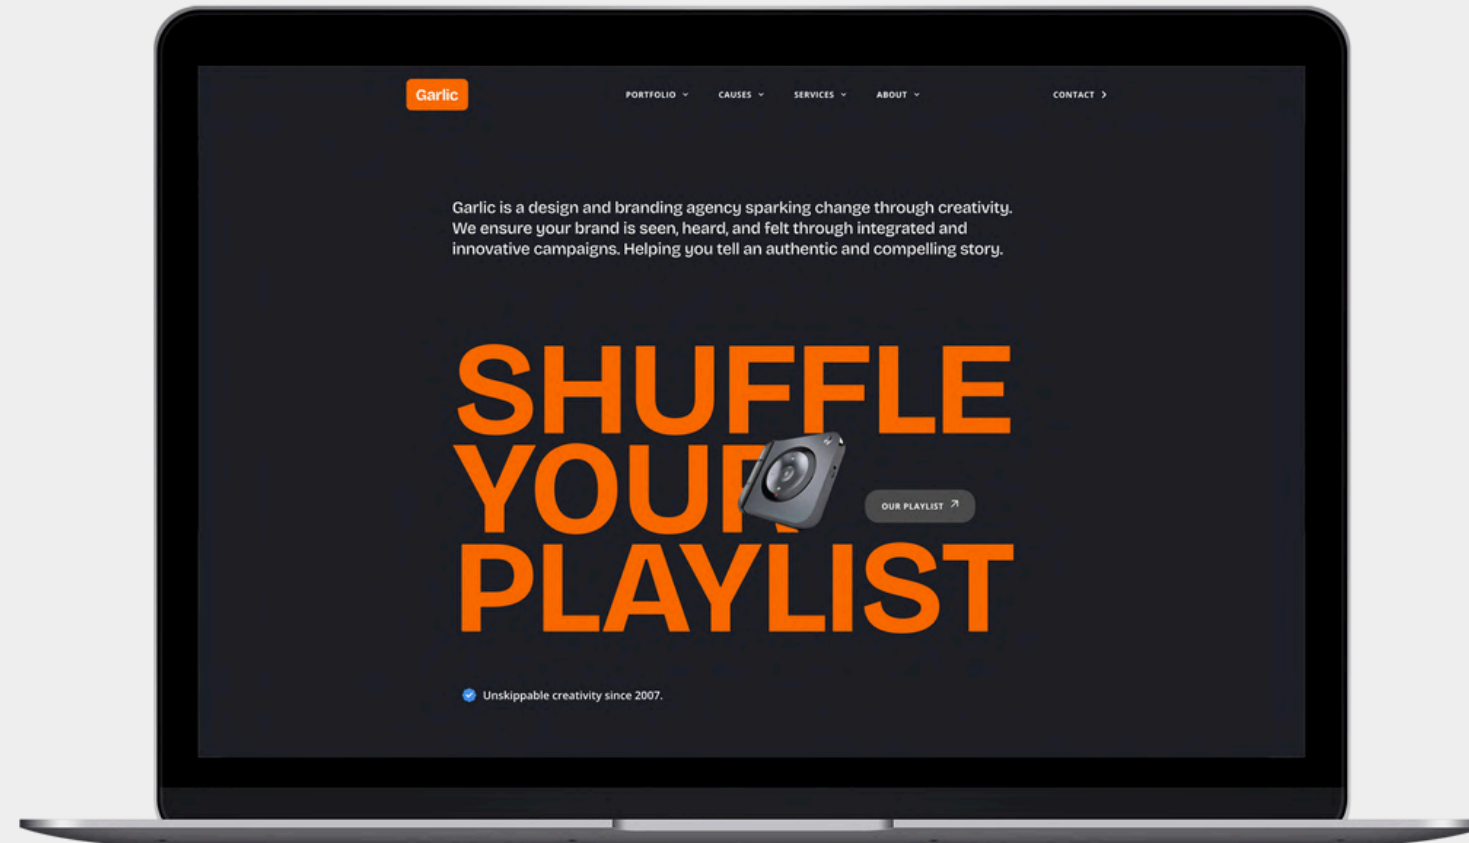 Garlic
PORTFOLIO
CAUSES
SERVICES
ABOUT
CONTACT
Garlic is a design and branding agency sparking change through creativity.
We ensure your brand is seen, heard, and felt through integrated and
innovative campaigns. Helping you tell an authentic and compelling story.
SHUFFLE
YOUR
OUR PLAYLIST
PLAYLIST
Unskippable creativity since 2007.